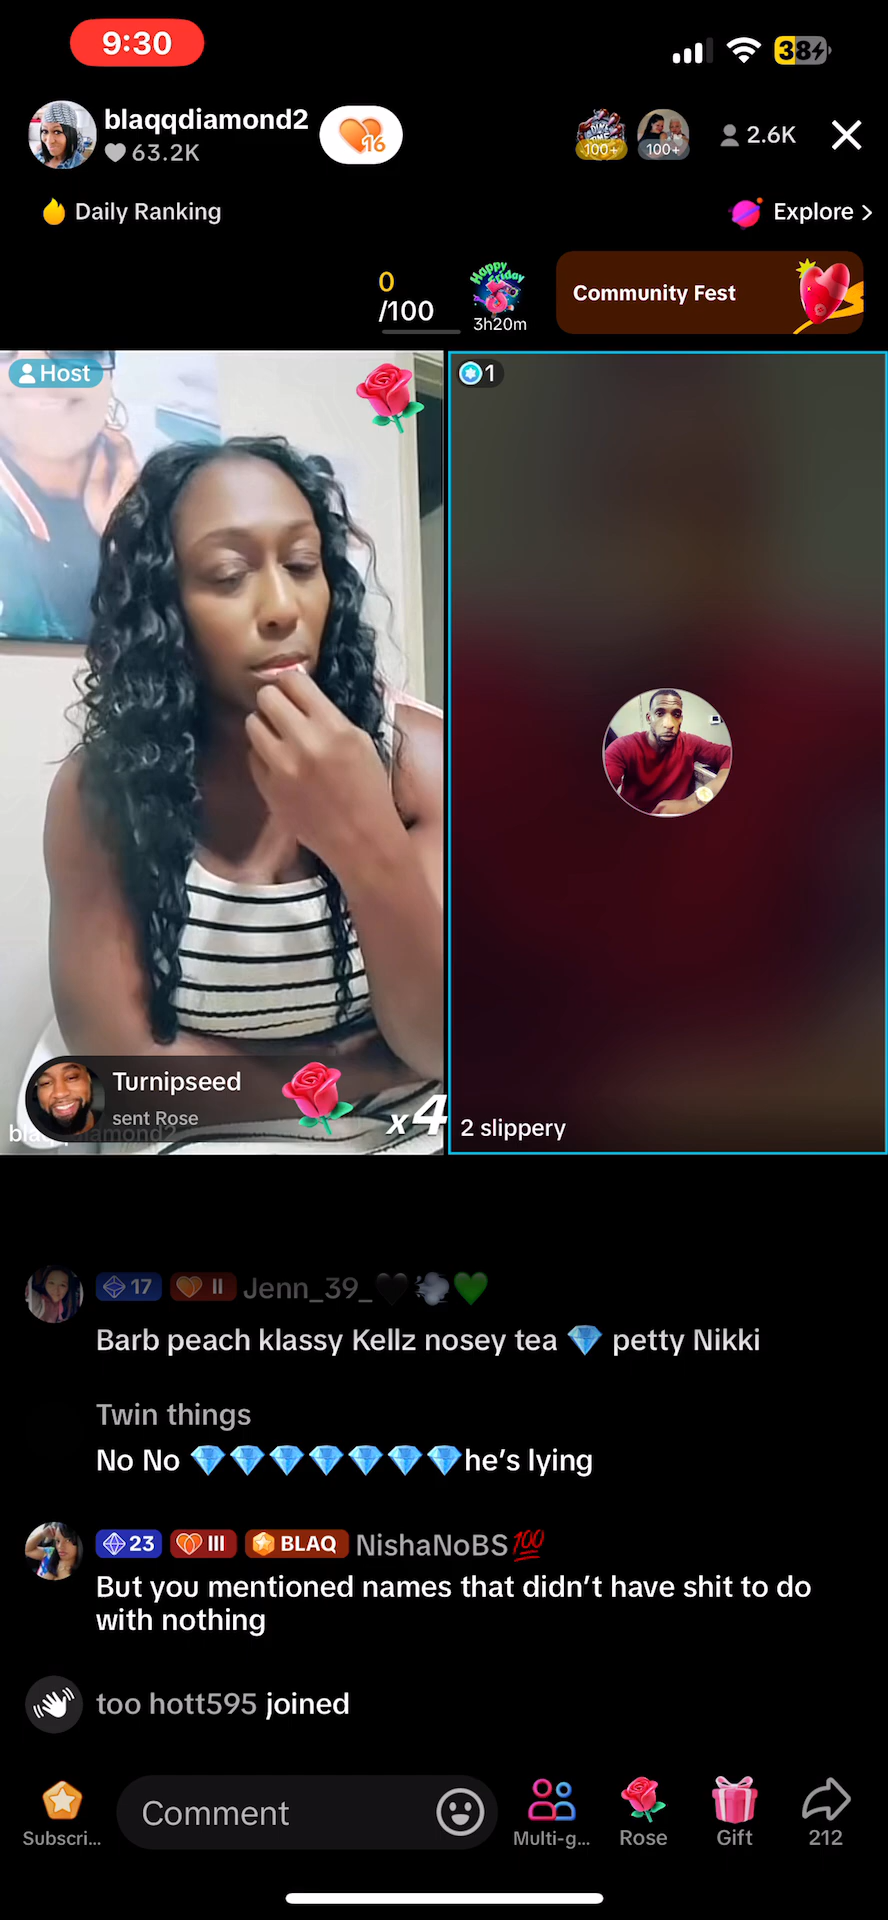 9:30
38
blaqqdiamond2
63.2K
16
100+
100+
2.6K
Daily Ranking
Explore >
0
/100
Happy
Friday
3h20m
Community Fest
Host
1
Turnipseed
sent Rose
x4
2 slippery
17 II Jenn_39_🖤💨💚
Barb peach klassy Kellz nosey tea 💎 petty Nikki
Twin things
No No 💎💎💎💎💎💎💎he's lying
23 III BLAQ NishaNoBS💯
But you mentioned names that didn't have shit to do
with nothing
too hott595 joined
Comment
Subscri...
Multi-g...
Rose
Gift
212